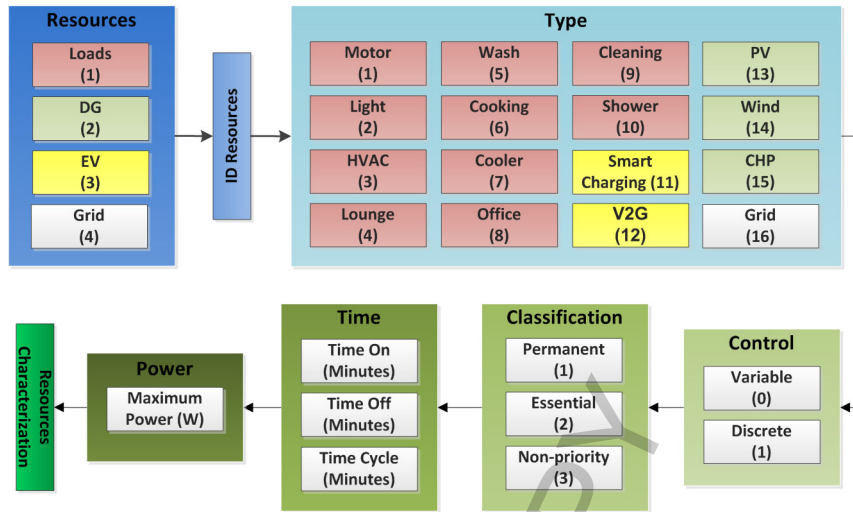 Resources
Loads
(1)
DG
(2)
EV
(3)
Grid
(4)
ID Resources
Type
Motor
(1)
Wash
(5)
Cleaning
(9)
PV
(13)
Light
(2)
Cooking
(6)
Shower
(10)
Wind
(14)
HVAC
(3)
Cooler
(7)
Smart
Charging (11)
CHP
(15)
Lounge
(4)
Office
(8)
V2G
(12)
Grid
(16)
Control
Variable
(0)
Discrete
(1)
Classification
Permanent
(1)
Essential
(2)
Non-priority
(3)
Time
Time On
(Minutes)
Time Off
(Minutes)
Time Cycle
(Minutes)
Power
Maximum
Power (W)
Resources
Characterization